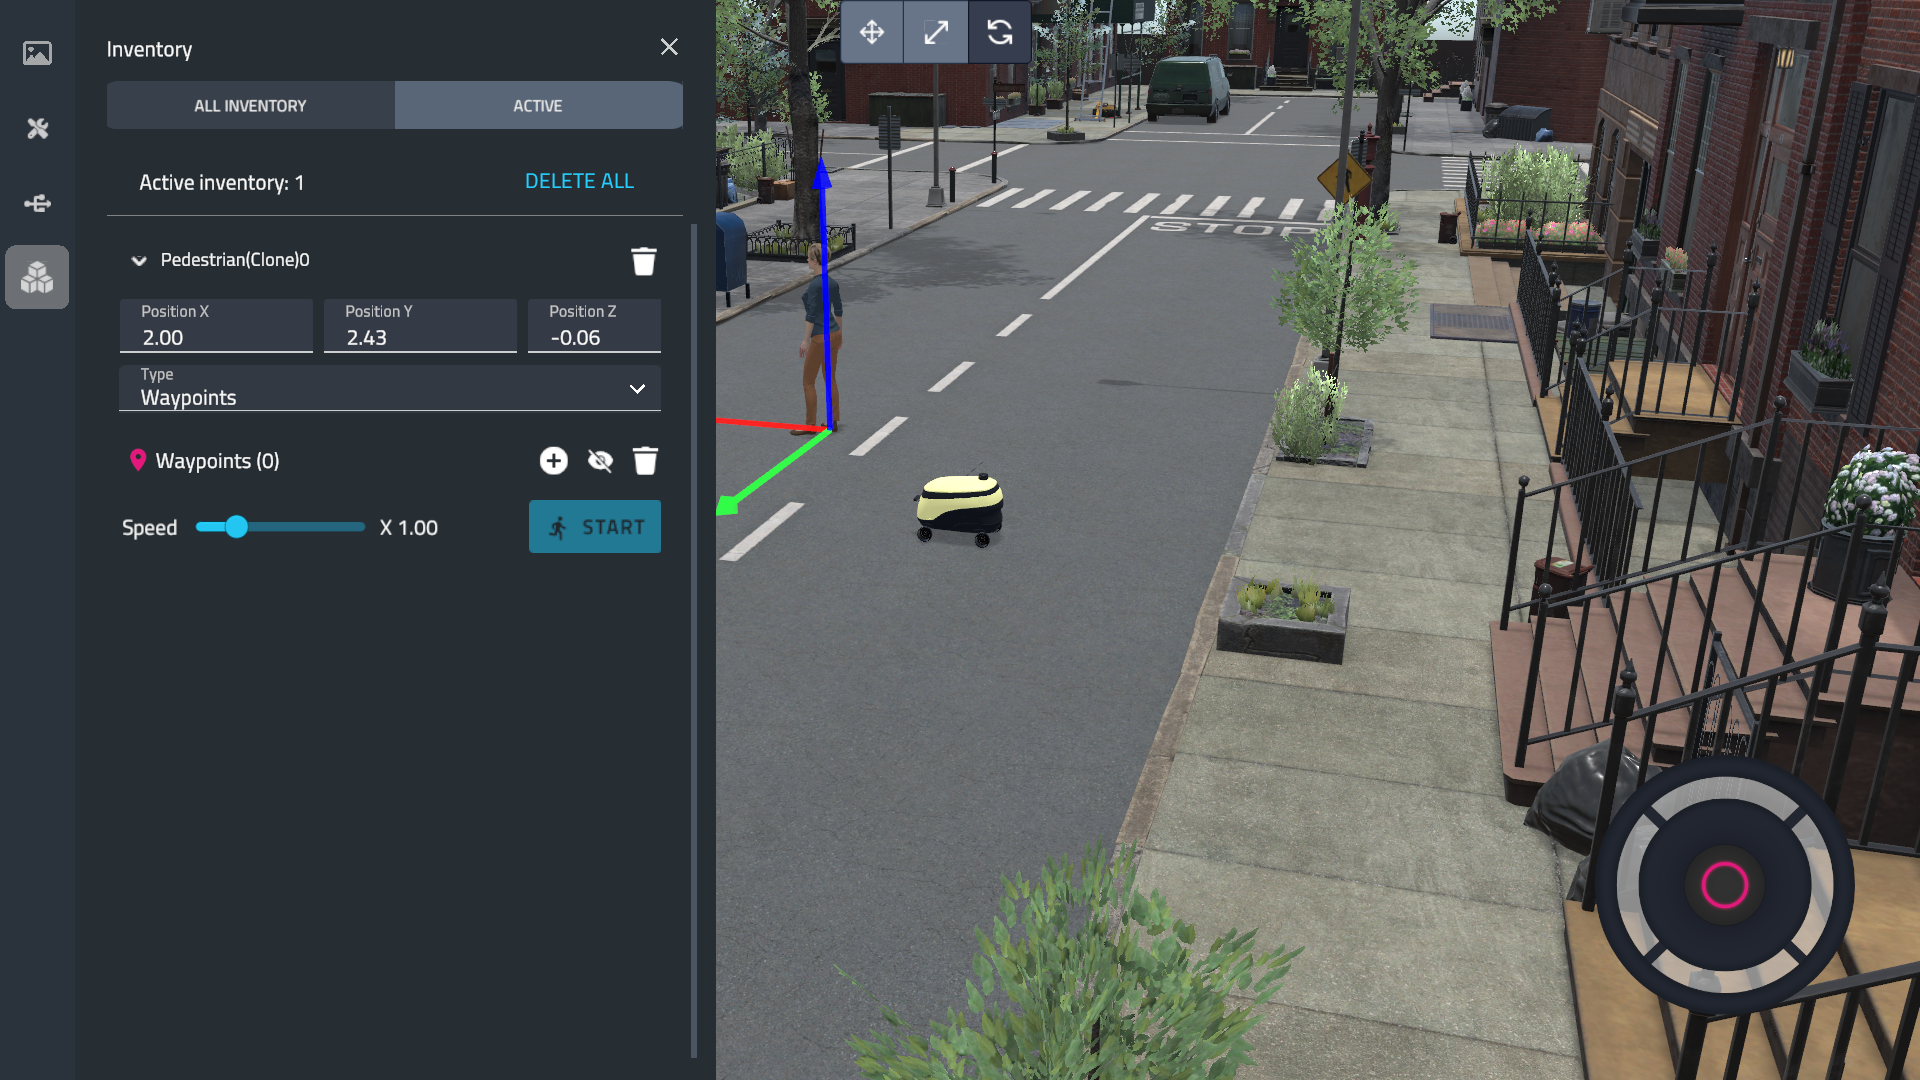 Inventory
ALL INVENTORY
ACTIVE
Active inventory: 1
DELETE ALL
Pedestrian(Clone)0
Position X
2.00
Position Y
2.43
Position Z
-0.06
Type
Waypoints
Waypoints (0)
Speed
X 1.00
START
STOP